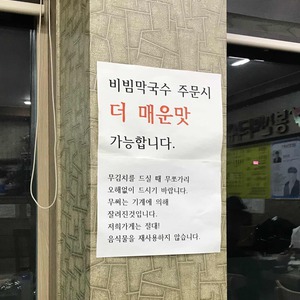 비빔막국수 주문시
더 매운맛
가능합니다.
무김치를 드실 때 무쪼가리
오해없이 드시기 바랍니다.
무써는 기계에 의해
잘려진것입니다.
저희가게는 절대!
음식물을 재사용하지 않습니다.